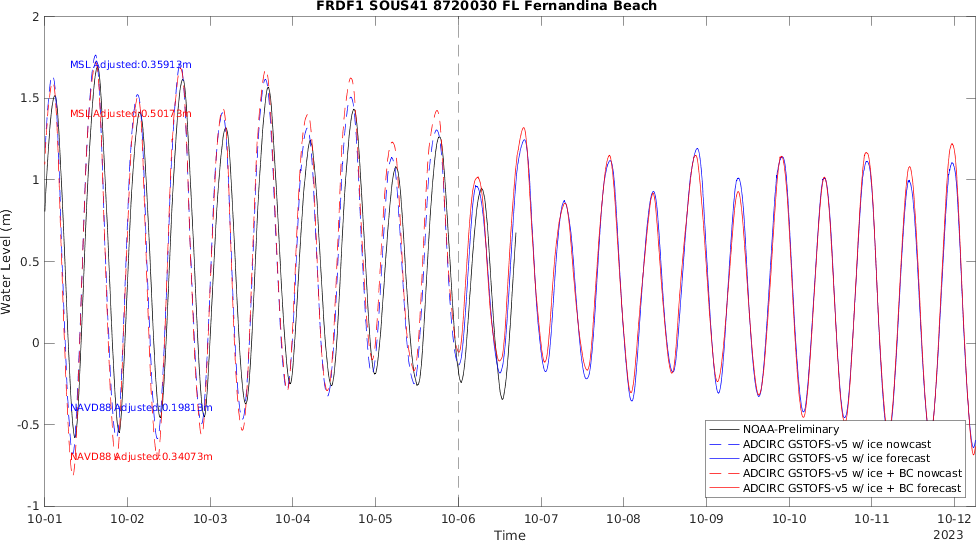 FRDF1 SOUS41 8720030 FL Fernandina Beach
Water Level (m)
2
1.5
1
0.5
0
-0.5
-1
MSL Adjusted:0.35913m
MSL Adjusted:0.50173m
NAVD88 Adjusted:0.19813m
NAVD88 Adjusted:0.34073m
NOAA-Preliminary
ADCIRC GSTOFS-v5 w/ ice nowcast
ADCIRC GSTOFS-v5 w/ ice forecast
ADCIRC GSTOFS-v5 w/ ice + BC nowcast
ADCIRC GSTOFS-v5 w/ ice + BC forecast
10-01 10-02 10-03 10-04 10-05 10-06 10-07 10-08 10-09 10-10 10-11 10-12
2023
Time